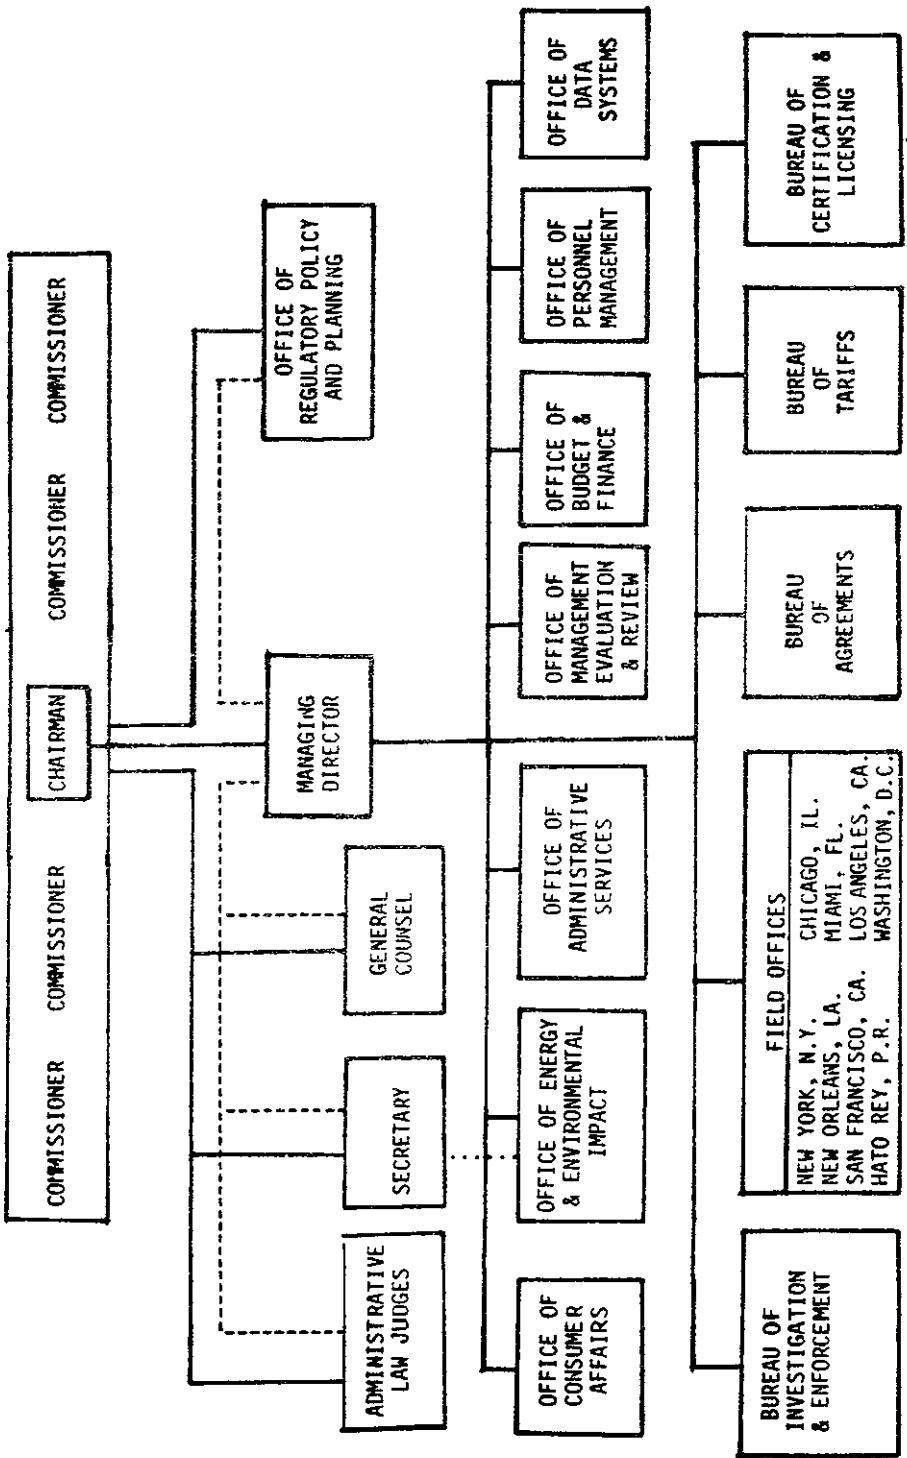 COMMISSIONER
COMMISSIONER
CHAIRMAN
COMMISSIONER
COMMISSIONER
ADMINISTRATIVE
LAW JUDGES
SECRETARY
GENERAL
COUNSEL
MANAGING
DIRECTOR
OFFICE OF
REGULATORY POLICY
AND PLANNING
OFFICE OF
CONSUMER
AFFAIRS
OFFICE OF ENERGY
& ENVIRONMENTAL
IMPACT
OFFICE OF
ADMINISTRATIVE
SERVICES
OFFICE OF
MANAGEMENT
EVALUATION
& REVIEW
OFFICE OF
BUDGET &
FINANCE
OFFICE OF
PERSONNEL
MANAGEMENT
OFFICE OF
DATA
SYSTEMS
BUREAU OF
INVESTIGATION
& ENFORCEMENT
FIELD OFFICES
NEW YORK, N.Y. CHICAGO, IL.
NEW ORLEANS, LA. MIAMI, FL.
SAN FRANCISCO, CA. LOS ANGELES, CA.
HATO REY, P.R. WASHINGTON, D.C.
BUREAU
OF
AGREEMENTS
BUREAU
OF
TARIFFS
BUREAU OF
CERTIFICATION &
LICENSING